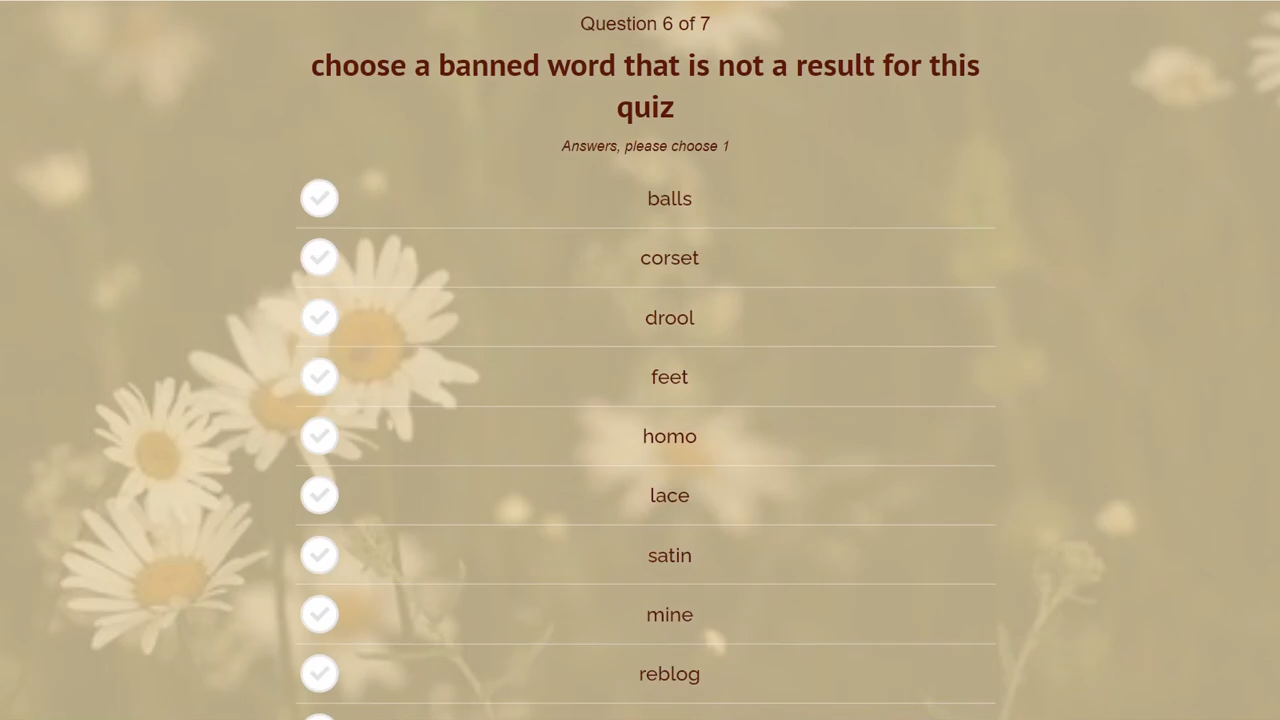 Question 6 of 7
choose a banned word that is not a result for this
quiz
Answers, please choose 1
balls
corset
drool
feet
homo
lace
satin
mine
reblog